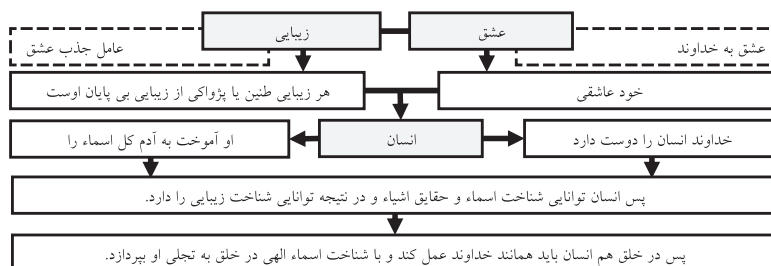 عشق
زیبایی
عشق به خداوند
عامل جذب عشق
خود عاشقی
هر زیبایی طنین یا پژواکی از زیبایی بی پایان اوست
خداوند انسان را دوست دارد
انسان
او آموخت به آدم کل اسماء را
پس انسان توانایی شناخت اسماء و حقایق اشیاء و در نتیجه توانایی شناخت زیبایی را دارد.
پس در خلق هم انسان باید همانند خداوند عمل کند و با شناخت اسماء الهی در خلق به تجلی او بپردازد.